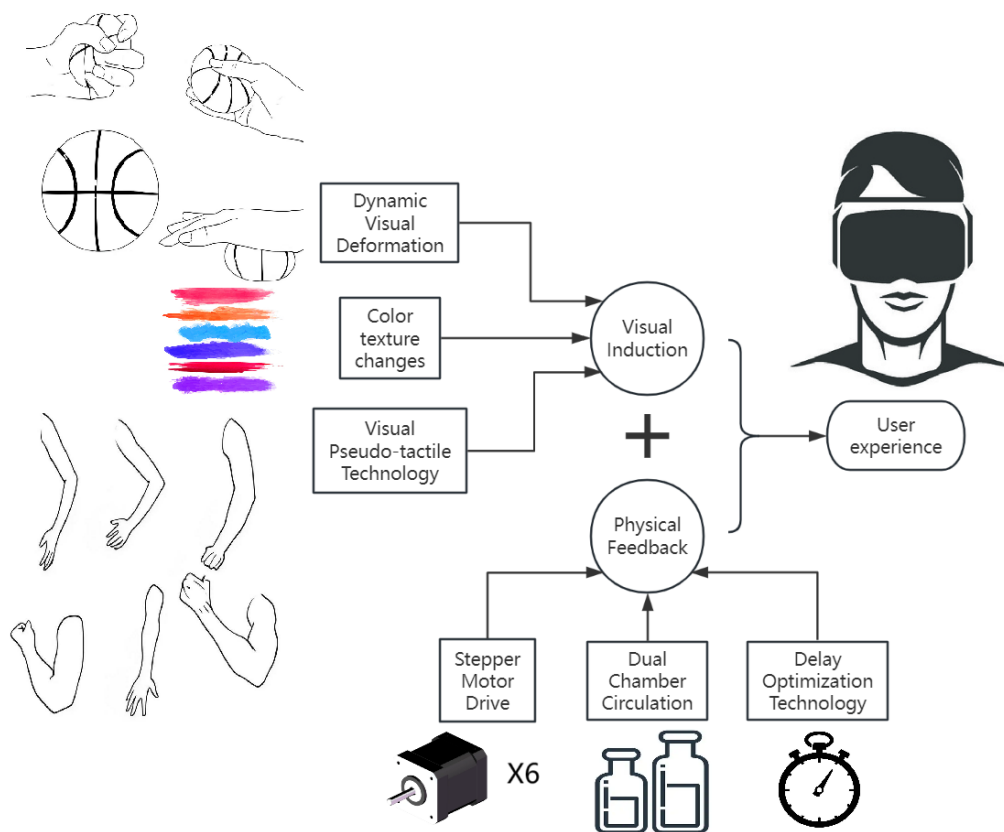 Dynamic
Visual
Deformation
Color
texture
changes
Visual
Pseudo-tactile
Technology
Visual
Induction
+
Physical
Feedback
User
experience
Stepper
Motor
Drive
Dual
Chamber
Circulation
Delay
Optimization
Technology
X6